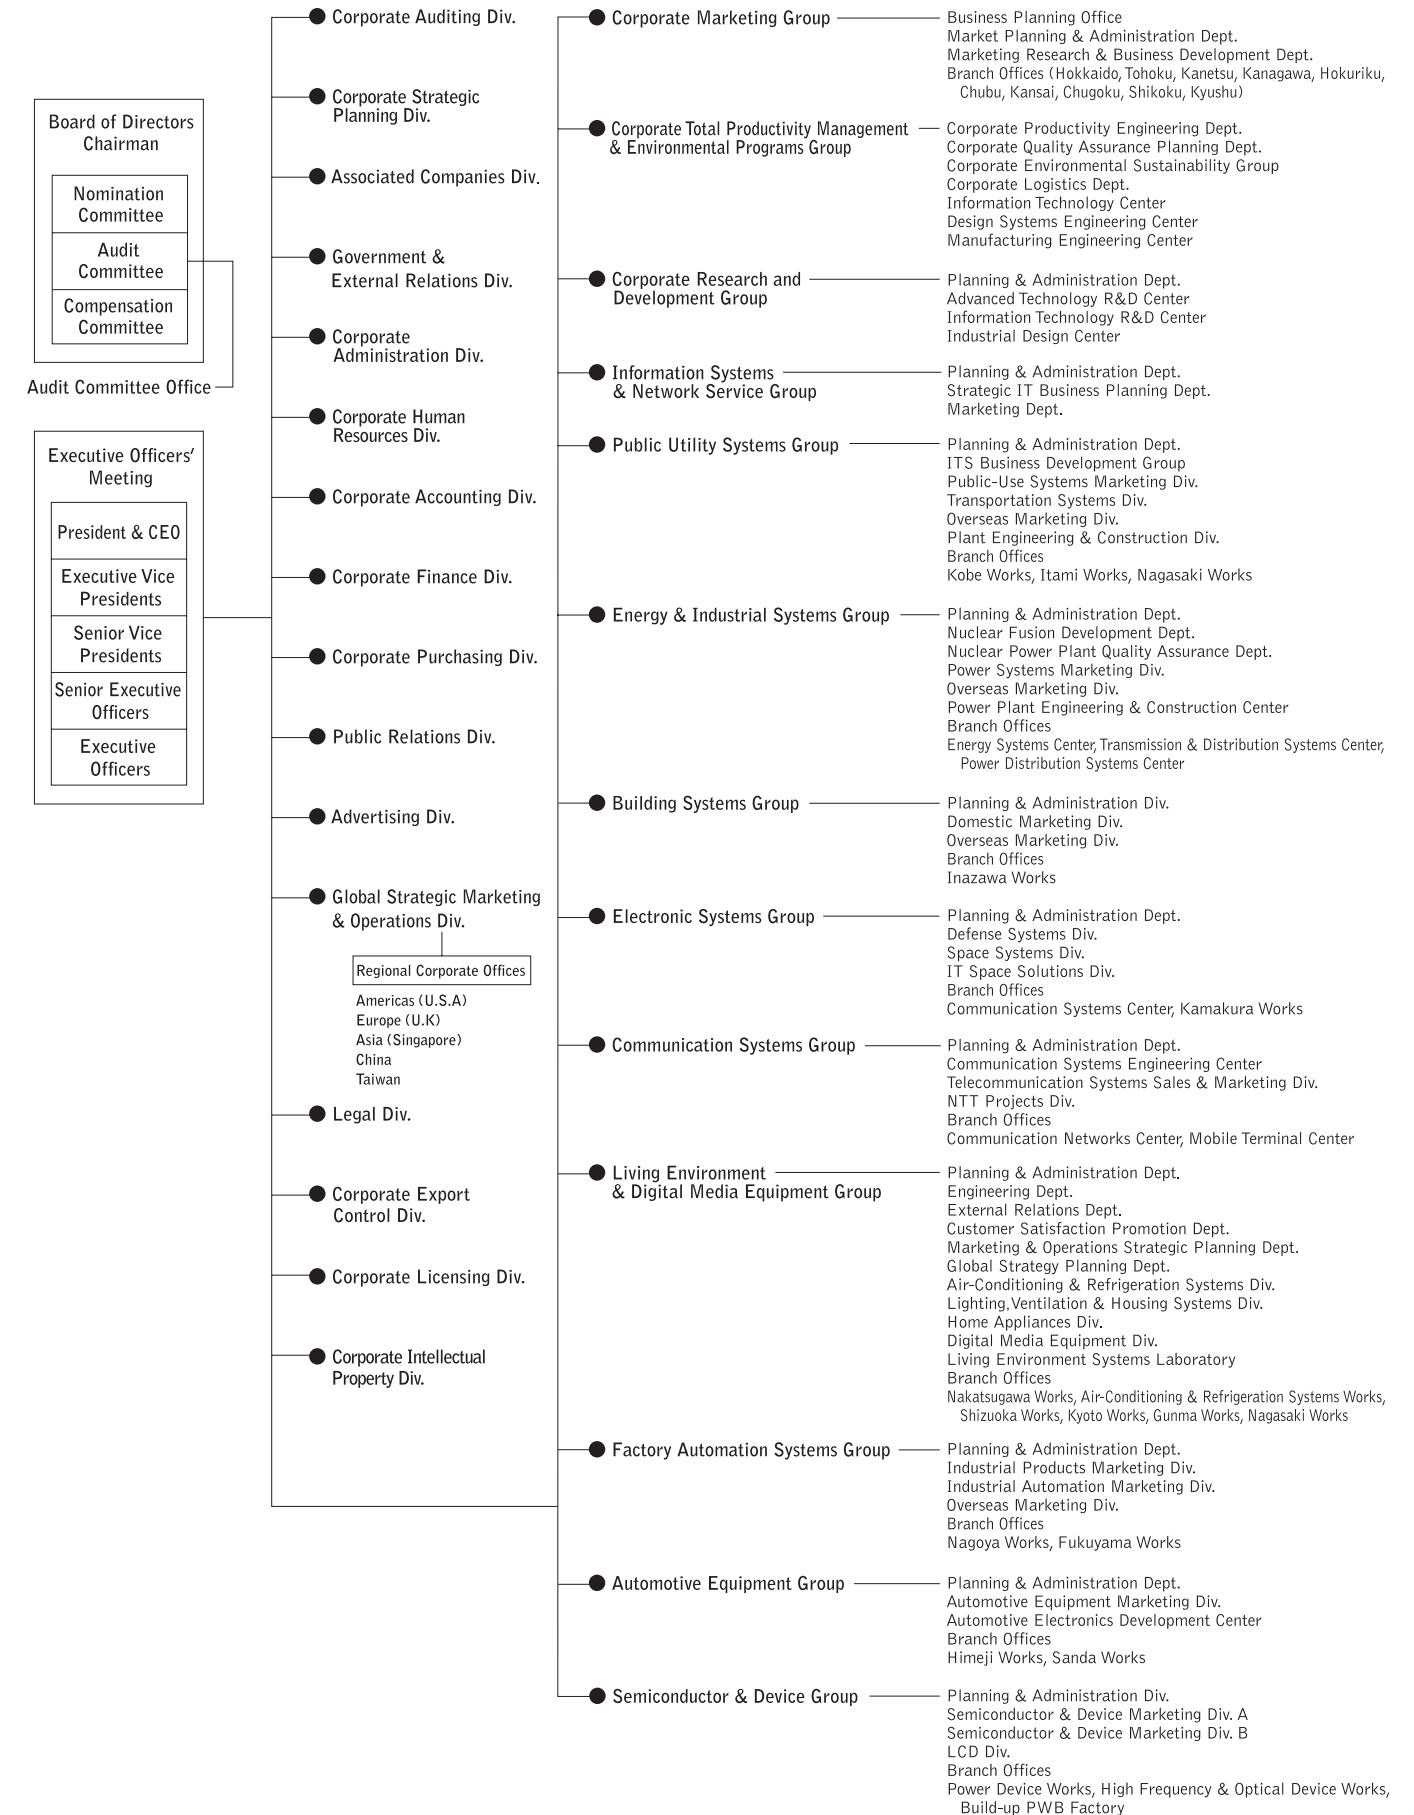 Board of Directors
Chairman
Nomination
Committee
Audit
Committee
Compensation
Committee
Audit Committee Office
Executive Officers’
Meeting
President & CEO
Executive Vice
Presidents
Senior Vice
Presidents
Senior Executive
Officers
Executive
Officers
Corporate Auditing Div.
Corporate Strategic
Planning Div.
Associated Companies Div.
Government &
External Relations Div.
Corporate
Administration Div.
Corporate Human
Resources Div.
Corporate Accounting Div.
Corporate Finance Div.
Corporate Purchasing Div.
Public Relations Div.
Advertising Div.
Global Strategic Marketing
& Operations Div.
Regional Corporate Offices
Americas (U.S.A)
Europe (U.K)
Asia (Singapore)
China
Taiwan
Legal Div.
Corporate Export
Control Div.
Corporate Licensing Div.
Corporate Intellectual
Property Div.
Corporate Marketing Group
Business Planning Office
Market Planning & Administration Dept.
Marketing Research & Business Development Dept.
Branch Offices (Hokkaido, Tohoku, Kanetsu, Kanagawa, Hokuriku,
Chubu, Kansai, Chugoku, Shikoku, Kyushu)
Corporate Total Productivity Management
& Environmental Programs Group
Corporate Productivity Engineering Dept.
Corporate Quality Assurance Planning Dept.
Corporate Environmental Sustainability Group
Corporate Logistics Dept.
Information Technology Center
Design Systems Engineering Center
Manufacturing Engineering Center
Corporate Research and
Development Group
Planning & Administration Dept.
Advanced Technology R&D Center
Information Technology R&D Center
Industrial Design Center
Information Systems
& Network Service Group
Planning & Administration Dept.
Strategic IT Business Planning Dept.
Marketing Dept.
Public Utility Systems Group
Planning & Administration Dept.
ITS Business Development Group
Public-Use Systems Marketing Div.
Transportation Systems Div.
Overseas Marketing Div.
Plant Engineering & Construction Div.
Branch Offices
Kobe Works, Itami Works, Nagasaki Works
Energy & Industrial Systems Group
Planning & Administration Dept.
Nuclear Fusion Development Dept.
Nuclear Power Plant Quality Assurance Dept.
Power Systems Marketing Div.
Overseas Marketing Div.
Power Plant Engineering & Construction Center
Branch Offices
Energy Systems Center, Transmission & Distribution Systems Center,
Power Distribution Systems Center
Building Systems Group
Planning & Administration Div.
Domestic Marketing Div.
Overseas Marketing Div.
Branch Offices
Inazawa Works
Electronic Systems Group
Planning & Administration Dept.
Defense Systems Div.
Space Systems Div.
IT Space Solutions Div.
Branch Offices
Communication Systems Center, Kamakura Works
Communication Systems Group
Planning & Administration Dept.
Communication Systems Engineering Center
Telecommunication Systems Sales & Marketing Div.
NTT Projects Div.
Branch Offices
Communication Networks Center, Mobile Terminal Center
Living Environment
& Digital Media Equipment Group
Planning & Administration Dept.
Engineering Dept.
External Relations Dept.
Customer Satisfaction Promotion Dept.
Marketing & Operations Strategic Planning Dept.
Global Strategy Planning Dept.
Air-Conditioning & Refrigeration Systems Div.
Lighting, Ventilation & Housing Systems Div.
Home Appliances Div.
Digital Media Equipment Div.
Living Environment Systems Laboratory
Branch Offices
Nakatsugawa Works, Air-Conditioning & Refrigeration Systems Works,
Shizuoka Works, Kyoto Works, Gunma Works, Nagasaki Works
Factory Automation Systems Group
Planning & Administration Dept.
Industrial Products Marketing Div.
Industrial Automation Marketing Div.
Overseas Marketing Div.
Branch Offices
Nagoya Works, Fukuyama Works
Automotive Equipment Group
Planning & Administration Dept.
Automotive Equipment Marketing Div.
Automotive Electronics Development Center
Branch Offices
Himeji Works, Sanda Works
Semiconductor & Device Group
Planning & Administration Div.
Semiconductor & Device Marketing Div. A
Semiconductor & Device Marketing Div. B
LCD Div.
Branch Offices
Power Device Works, High Frequency & Optical Device Works,
Build-up PWB Factory